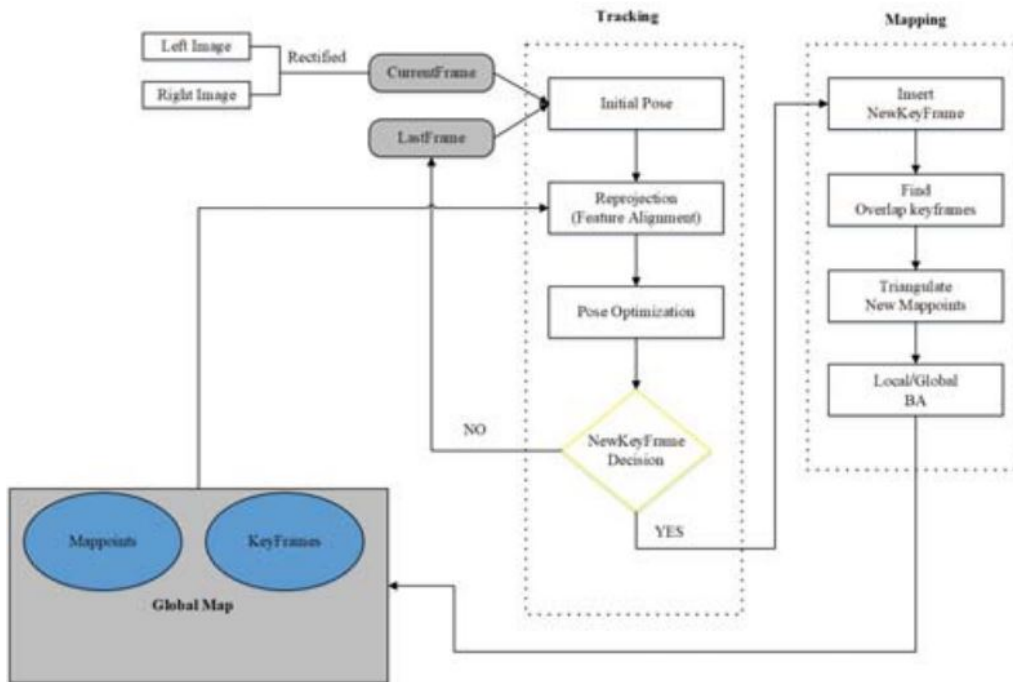 Tracking
Mapping
Left Image
Rectified
Right Image
CurrentFrame
LastFrame
Initial Pose
Reprojection
(Feature Alignment)
Pose Optimization
NewKeyFrame
Decision
NO
YES
Insert
NewKeyFrame
Find
Overlap keyframes
Triangulate
New Mappoints
Local/Global
BA
Mappoints
KeyFrames
Global Map